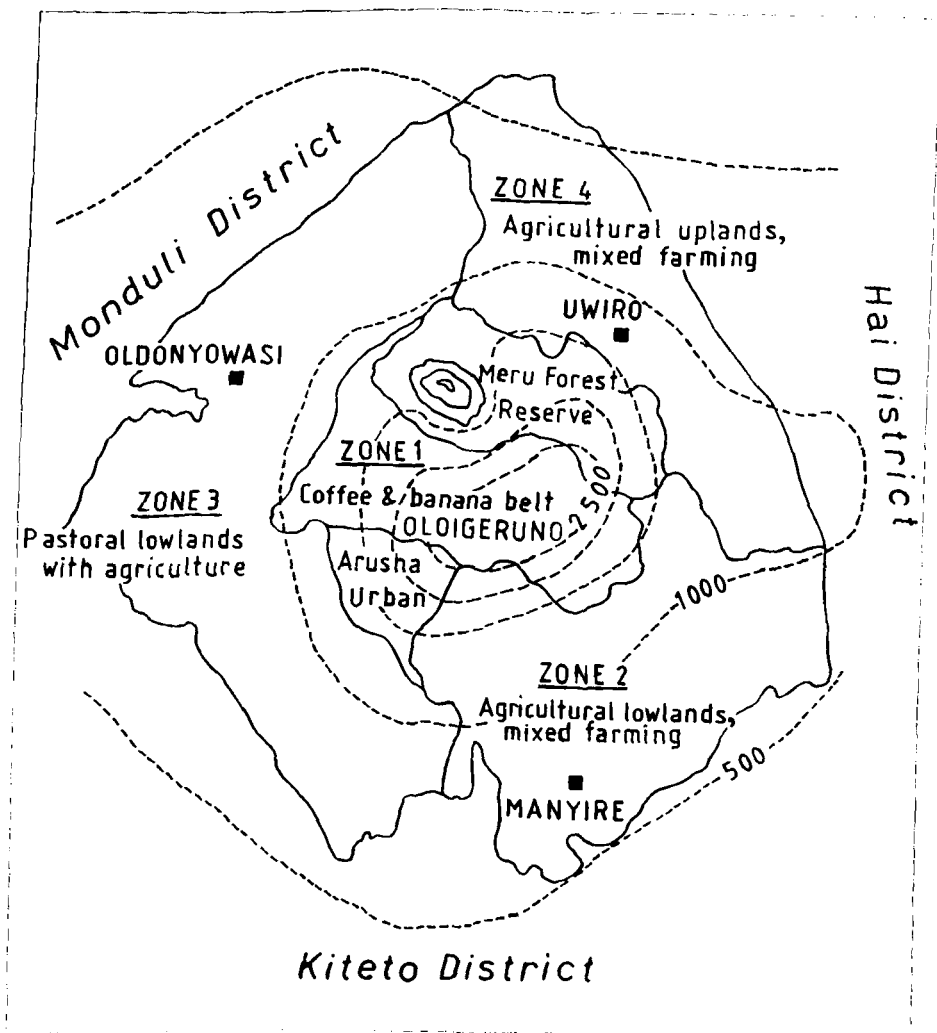 Monduli District
ZONE 4
Agricultural uplands,
mixed farming
Hai District
UWIRO
OLDONYOWASI
Meru Forest
Reserve
ZONE 1
Coffee & banana belt
OLOIGERUNO
2500
ZONE 3
Pastoral lowlands
with agriculture
Arusha
Urban
1000
ZONE 2
Agricultural lowlands,
mixed farming
500
MANYIRE
Kiteto District